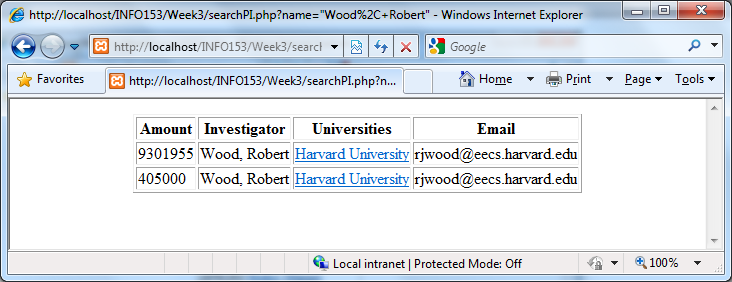 http://localhost/INFO153/Week3/searchPI.php?name="Wood%2C+Robert" - Windows Internet Explorer
http://localhost/INFO153/Week3/search
Google
Favorites
http://localhost/INFO153/Week3/searchPI.php?n...
Home
Print
Page
Tools
Amount Investigator Universities Email
9301955 Wood, Robert Harvard University rjwood@eecs.harvard.edu
405000 Wood, Robert Harvard University rjwood@eecs.harvard.edu
Local intranet | Protected Mode: Off
100%